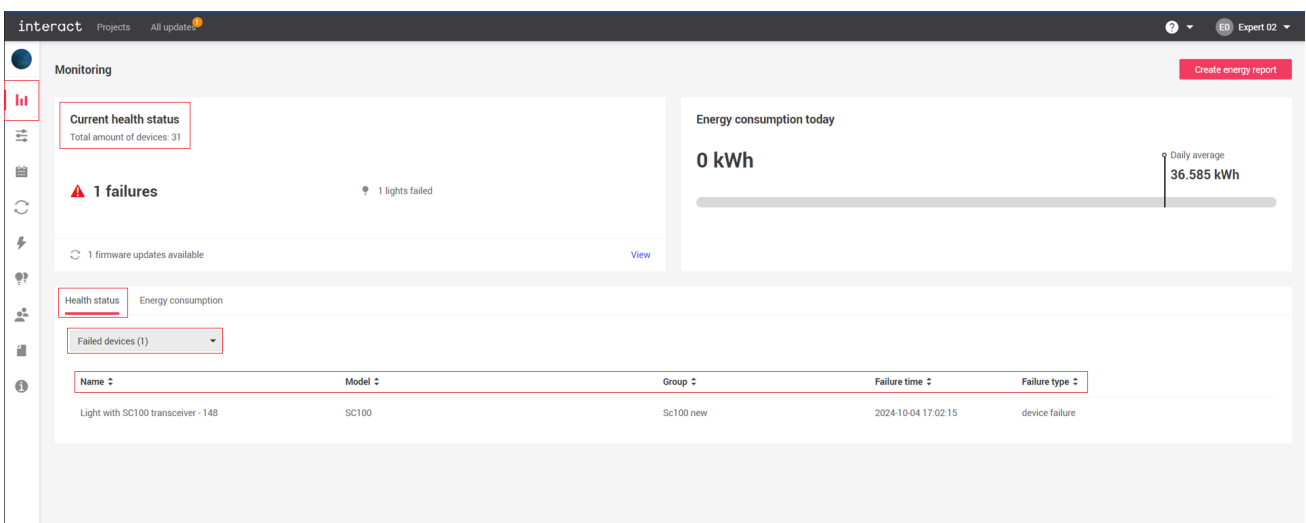 interact Projects All updates 1 ? E0 Expert 02
Monitoring
Create energy report
Current health status
Total amount of devices: 31
1 failures
1 lights failed
1 firmware updates available
View
Energy consumption today
0 kWh
Daily average
36.585 kWh
Health status Energy consumption
Failed devices (1)
Name Model Group Failure time Failure type
Light with SC100 transceiver - 148 SC100 Sc100 new 2024-10-04 17:02:15 device failure